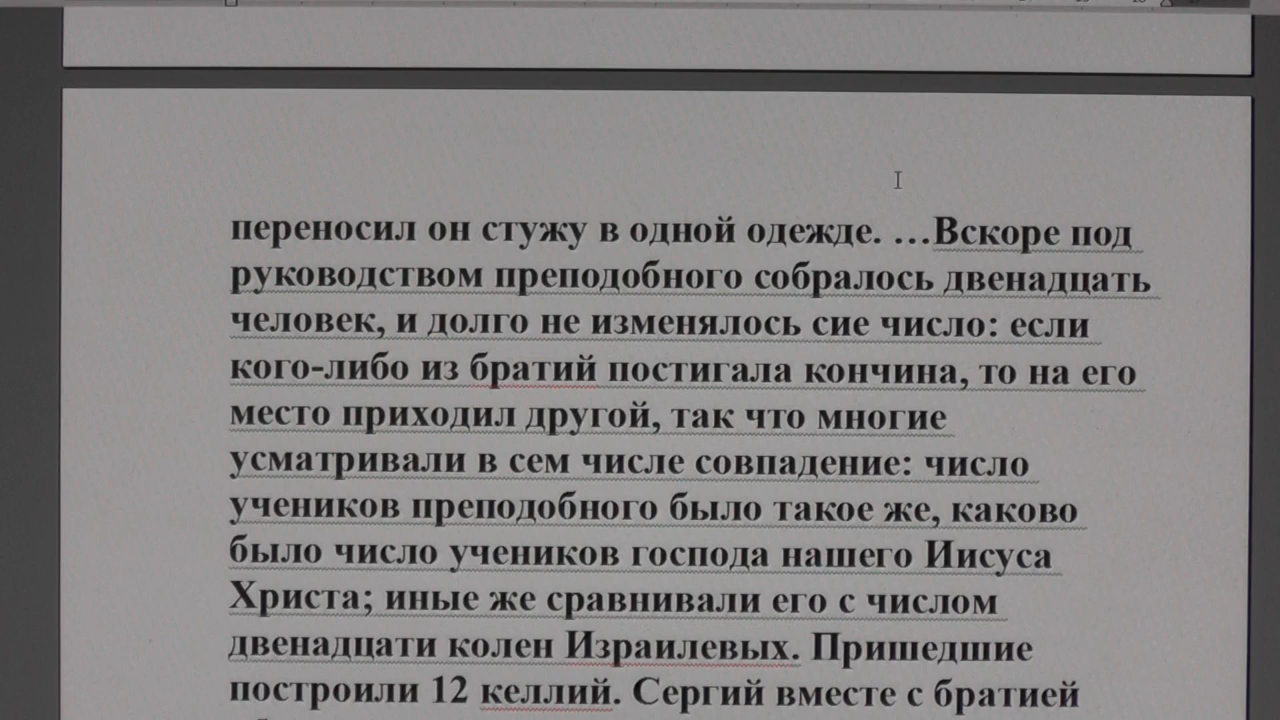 переносил он стужу в одной одежде. …Вскоре под
руководством преподобного собралось двенадцать
человек, и долго не изменялось сие число: если
кого-либо из братий постигала кончина, то на его
место приходил другой, так что многие
усматривали в сем числе совпадение: число
учеников преподобного было такое же, каково
было число учеников господа нашего Иисуса
Христа; иные же сравнивали его с числом
двенадцати колен Израилевых. Пришедшие
построили 12 келлий. Сергий вместе с братией